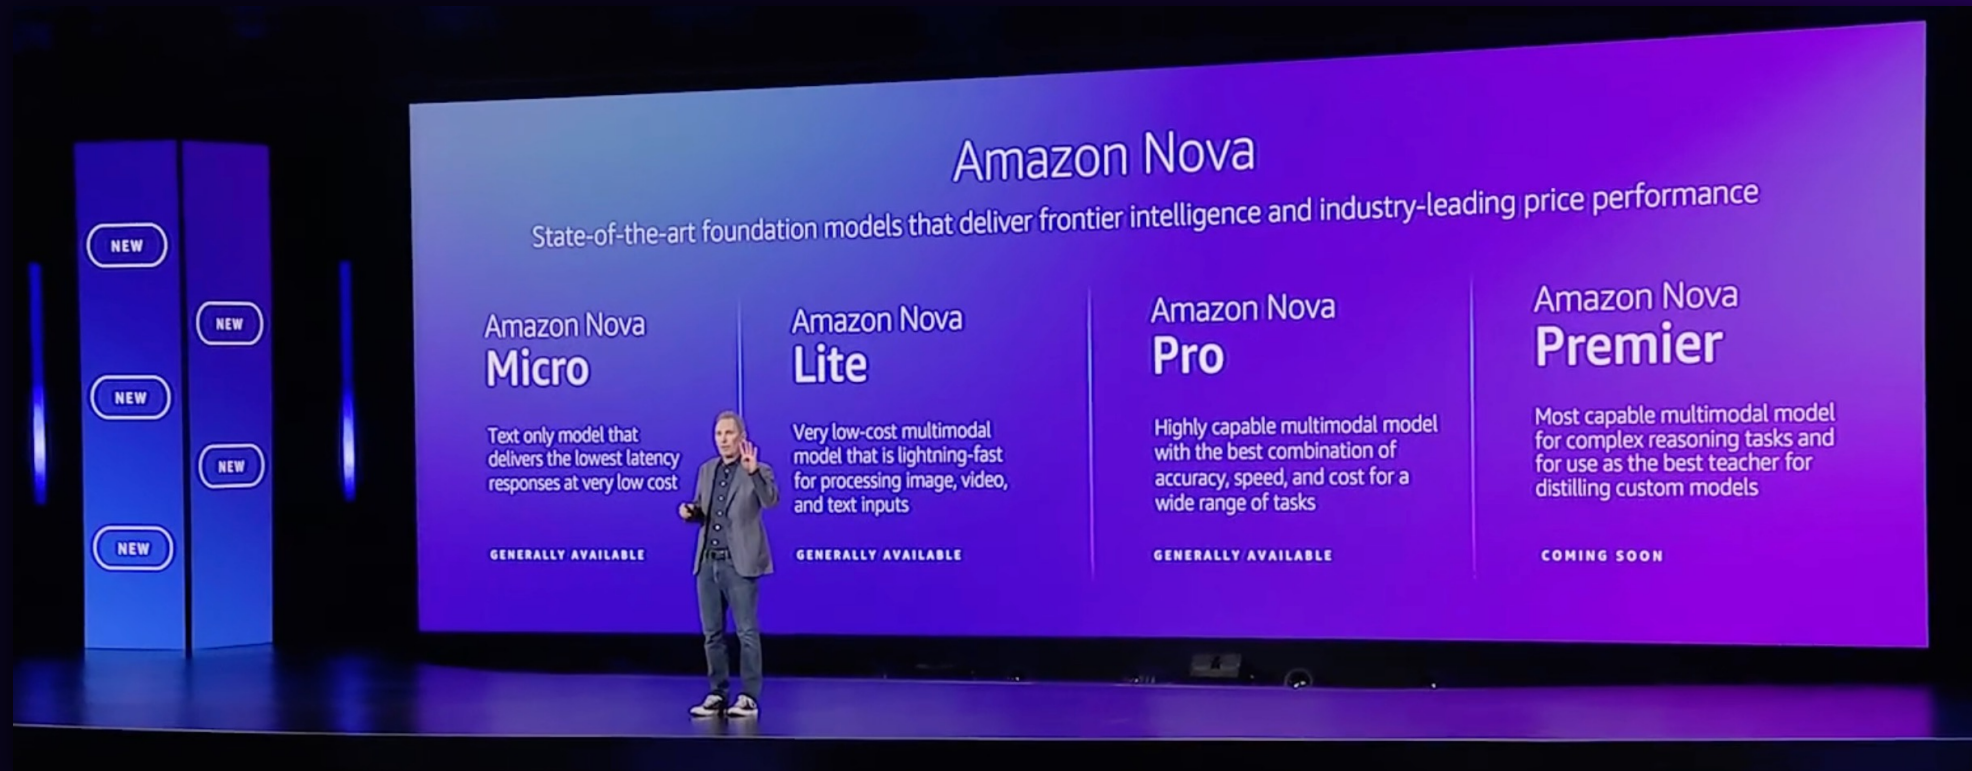 NEW
NEW
NEW
NEW
NEW
Amazon Nova
State-of-the-art foundation models that deliver frontier intelligence and industry-leading price performance
Amazon Nova
Micro
Text only model that
delivers the lowest latency
responses at very low cost
GENERALLY AVAILABLE
Amazon Nova
Lite
Very low-cost multimodal
model that is lightning-fast
for processing image, video,
and text inputs
GENERALLY AVAILABLE
Amazon Nova
Pro
Highly capable multimodal model
with the best combination of
accuracy, speed, and cost for a
wide range of tasks
GENERALLY AVAILABLE
Amazon Nova
Premier
Most capable multimodal model
for complex reasoning tasks and
for use as the best teacher for
distilling custom models
COMING SOON